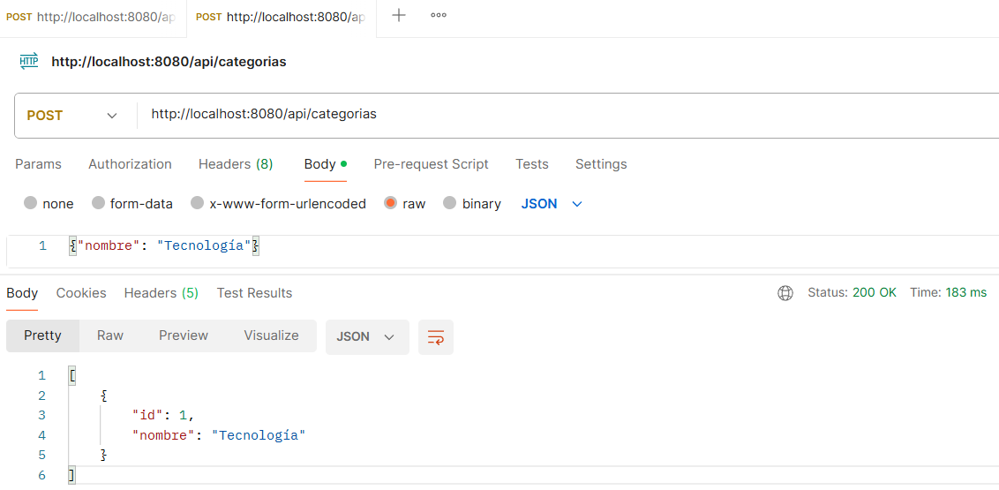 POST http://localhost:8080/ap POST http://localhost:8080/ap
HTTP http://localhost:8080/api/categorias
POST http://localhost:8080/api/categorias
Params Authorization Headers (8) Body Pre-request Script Tests Settings
none form-data x-www-form-urlencoded raw binary JSON
1 {"nombre": "Tecnología"}
Body Cookies Headers (5) Test Results Status: 200 OK Time: 183 ms
Pretty Raw Preview Visualize JSON
1 [
2 {
3 "id": 1,
4 "nombre": "Tecnología"
5 }
6 ]